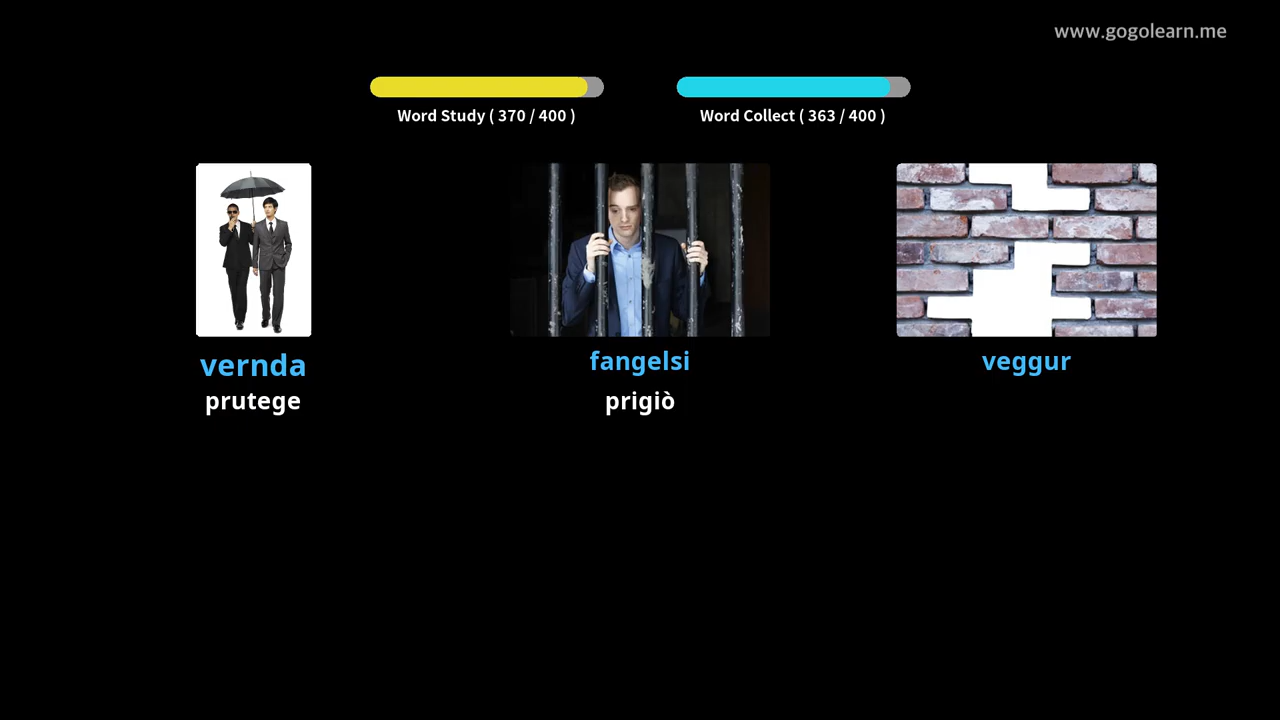 www.gogolearn.me
Word Study ( 370 / 400 )
Word Collect ( 363 / 400 )
vernda
prutege
fangelsi
prigiò
veggur